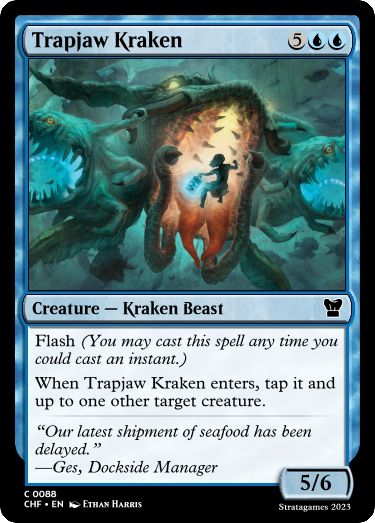 Trapjaw Kraken 5
Creature — Kraken Beast
Flash (You may cast this spell any time you
could cast an instant.)
When Trapjaw Kraken enters, tap it and
up to one other target creature.
“Our latest shipment of seafood has been
delayed.”
—Ges, Dockside Manager
5/6
C 0088
CHF • EN Ethan Harris
Stratagames 2023